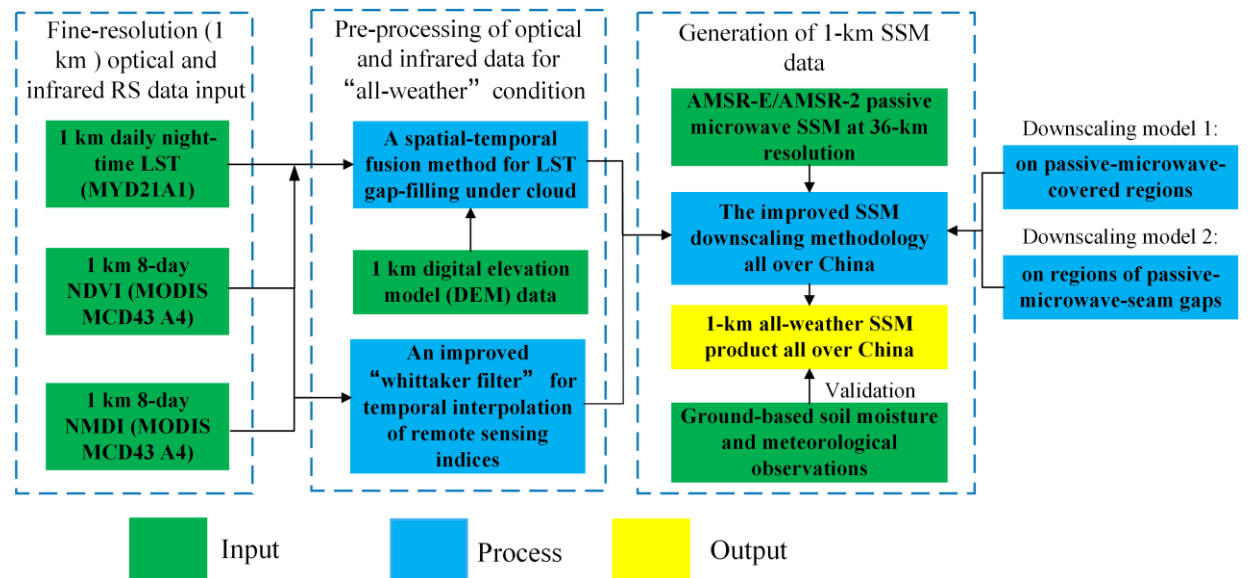 Fine-resolution (1
km ) optical and
infrared RS data input
1 km daily night-
time LST
(MYD21A1)
1 km 8-day
NDVI (MODIS
MCD43 A4)
1 km 8-day
NMDI (MODIS
MCD43 A4)
Pre-processing of optical
and infrared data for
“all-weather” condition
A spatial-temporal
fusion method for LST
gap-filling under cloud
1 km digital elevation
model (DEM) data
An improved
“whittaker filter” for
temporal interpolation
of remote sensing
indices
Generation of 1-km SSM
data
AMSR-E/AMSR-2 passive
microwave SSM at 36-km
resolution
The improved SSM
downscaling methodology
all over China
1-km all-weather SSM
product all over China
Validation
Ground-based soil moisture
and meteorological
observations
Downscaling model 1:
on passive-microwave-
covered regions
Downscaling model 2:
on regions of passive-
microwave-seam gaps
Input
Process
Output